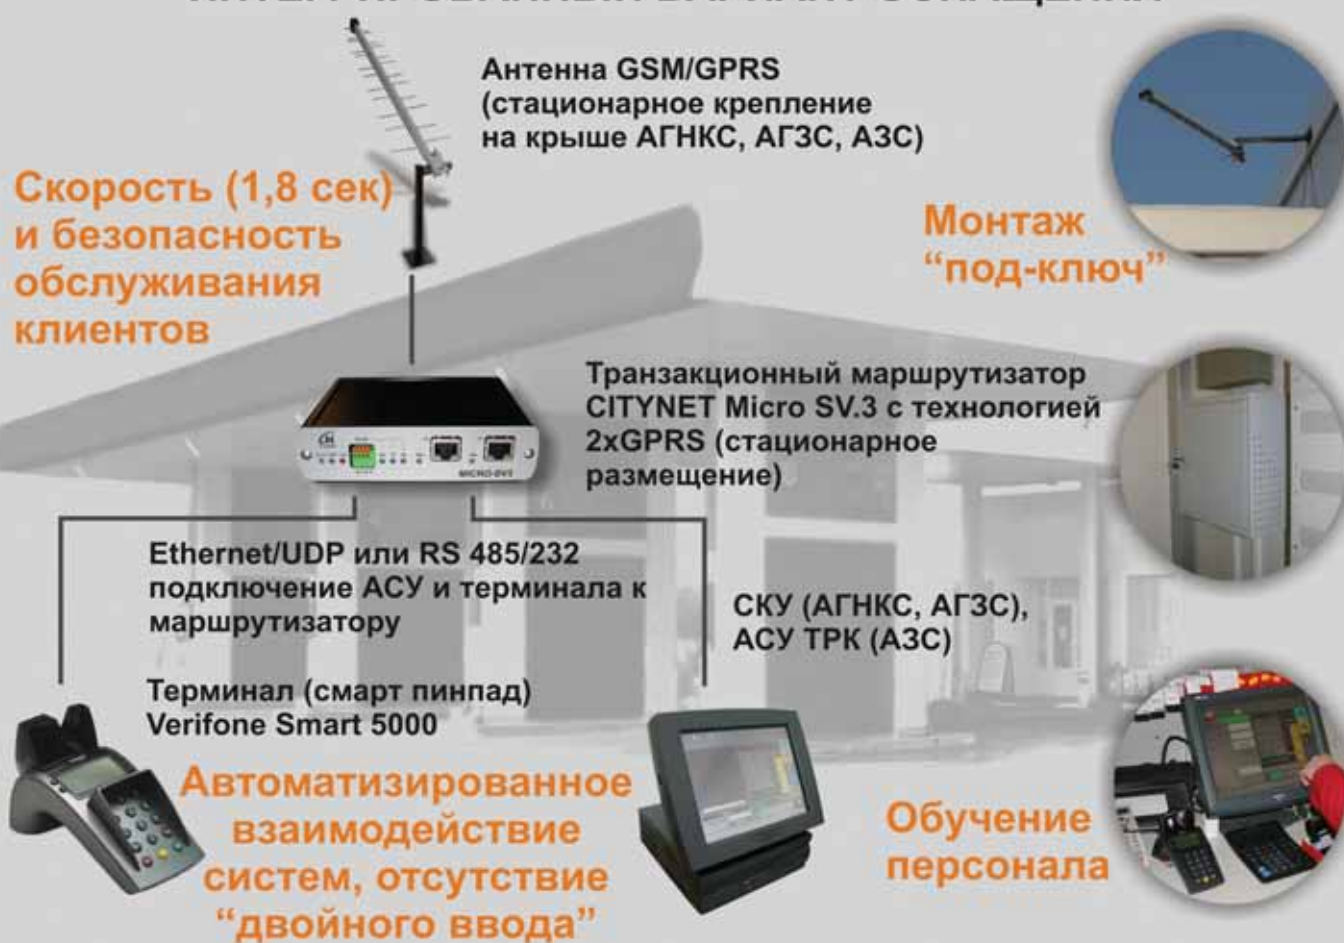 Антенна GSM/GPRS
(стационарное крепление
на крыше АГНКС, АГЗС, АЗС)
Скорость (1,8 сек)
и безопасность
обслуживания
клиентов
Монтаж
“под-ключ”
Транзакционный маршрутизатор
CITYNET Micro SV.3 с технологией
2xGPRS (стационарное
размещение)
Ethernet/UDP или RS 485/232
подключение АСУ и терминала к
маршрутизатору
СКУ (АГНКС, АГЗС),
АСУ ТРК (АЗС)
Терминал (смарт пинпад)
Verifone Smart 5000
Автоматизированное
взаимодействие
систем, отсутствие
“двойного ввода”
Обучение
персонала